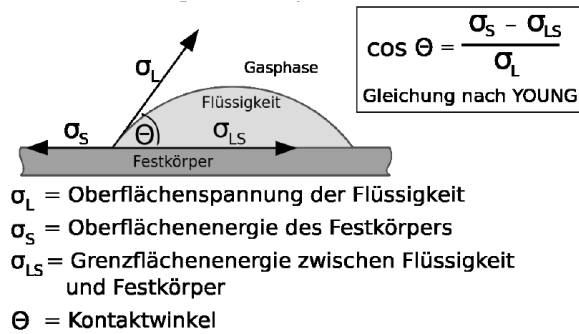 σL
Gasphase
cos Θ = (σS – σLS) / σL
Gleichung nach YOUNG
Flüssigkeit
σS
Θ
σLS
Festkörper
σL = Oberflächenspannung der Flüssigkeit
σS = Oberflächenenergie des Festkörpers
σLS = Grenzflächenenergie zwischen Flüssigkeit
und Festkörper
Θ = Kontaktwinkel